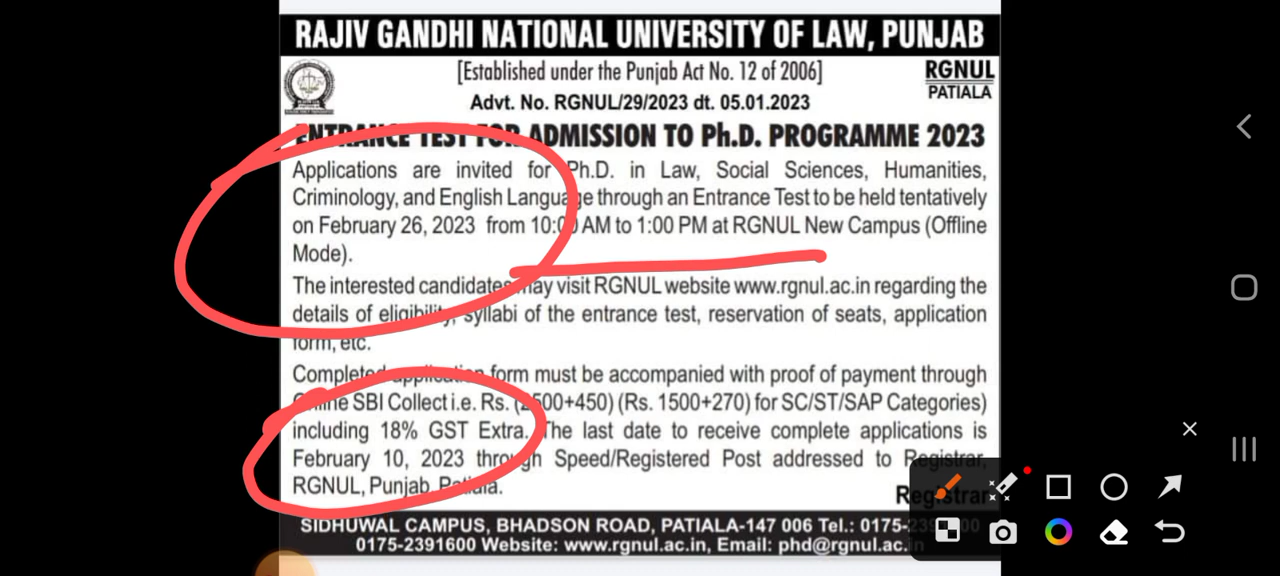 RAJIV GANDHI NATIONAL UNIVERSITY OF LAW, PUNJAB
[Established under the Punjab Act No. 12 of 2006]
RGNUL
PATIALA
Advt. No. RGNUL/29/2023 dt. 05.01.2023
ENTRANCE TEST FOR ADMISSION TO Ph.D. PROGRAMME 2023
Applications are invited for Ph.D. in Law, Social Sciences, Humanities,
Criminology, and English Language through an Entrance Test to be held tentatively
on February 26, 2023 from 10:00 AM to 1:00 PM at RGNUL New Campus (Offline
Mode).
The interested candidates may visit RGNUL website www.rgnul.ac.in regarding the
details of eligibility, syllabi of the entrance test, reservation of seats, application
form, etc.
Completed application form must be accompanied with proof of payment through
Online SBI Collect i.e. Rs. (2500+450) (Rs. 1500+270) for SC/ST/SAP Categories)
including 18% GST Extra. The last date to receive complete applications is
February 10, 2023 through Speed/Registered Post addressed to Registrar,
RGNUL, Punjab, Patiala.
Registrar
SIDHUWAL CAMPUS, BHADSON ROAD, PATIALA-147 006 Tel.: 0175-
0175-2391600 Website: www.rgnul.ac.in, Email: phd@rgnul.ac.in